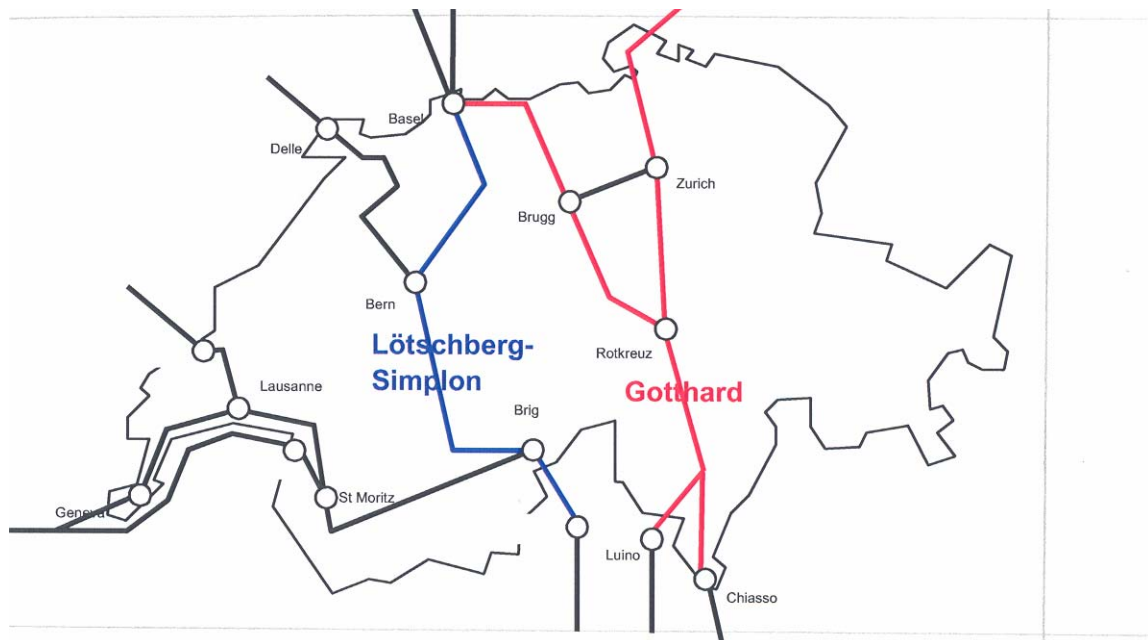 Basel
Delle
Zurich
Brugg
Bern
Lötschberg-
Simplon
Rotkreuz
Lausanne
Gotthard
Brig
St Moritz
Geneva
Luino
Chiasso